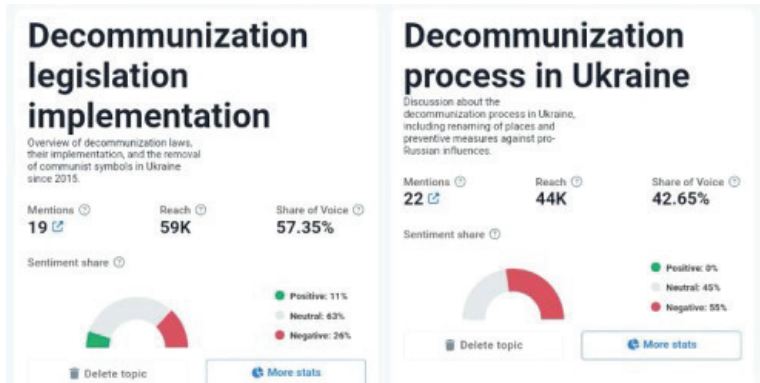 Decommunization
legislation
implementation
Overview of decommunization laws,
their implementation, and the removal
of communist symbols in Ukraine
since 2015.
Mentions
Reach
Share of Voice
19
59K
57.35%
Sentiment share
Positive: 11%
Neutral: 63%
Negative: 26%
Delete topic
More stats
Decommunization
process in Ukraine
Discussion about the
decommunization process in Ukraine,
including renaming of places and
preventive measures against pro-
Russian influences.
Mentions
Reach
Share of Voice
22
44K
42.65%
Sentiment share
Positive: 0%
Neutral: 45%
Negative: 55%
Delete topic
More stats